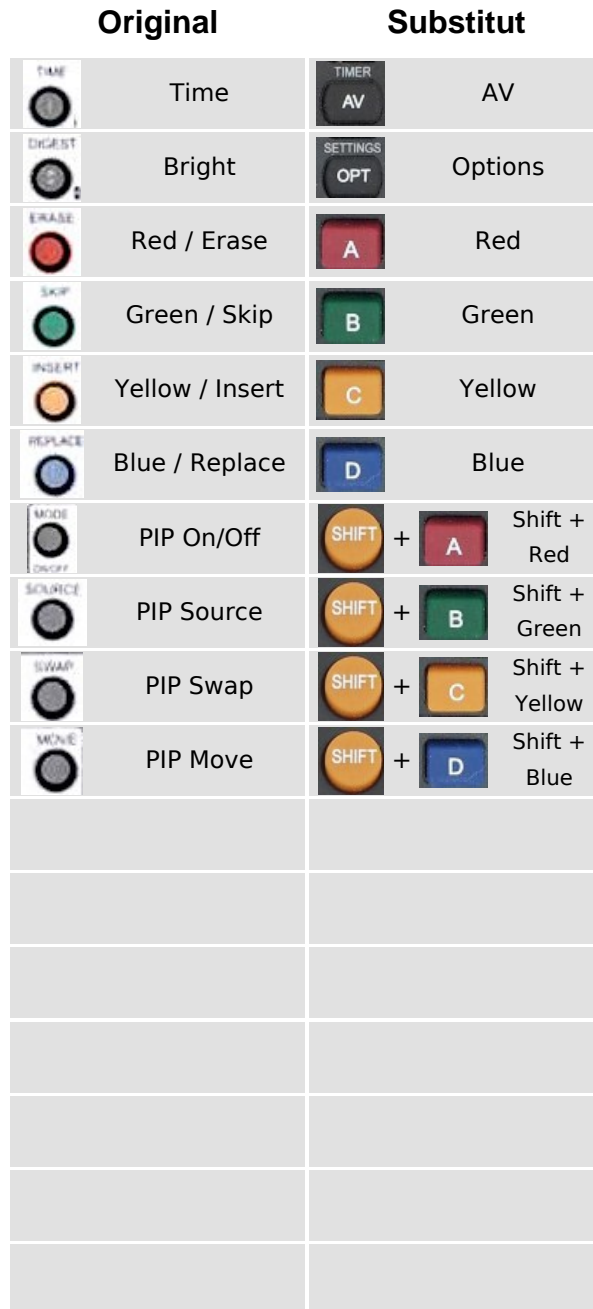 Original Substitut
TIME Time TIMER AV AV
DIGEST Bright SETTINGS OPT Options
ERASE Red / Erase A Red
SKIP Green / Skip B Green
INSERT Yellow / Insert C Yellow
REPLACE Blue / Replace D Blue
MODE ON/OFF PIP On/Off SHIFT + A Shift +
Red
SOURCE PIP Source SHIFT + B Shift +
Green
SWAP PIP Swap SHIFT + C Shift +
Yellow
MOVE PIP Move SHIFT + D Shift +
Blue